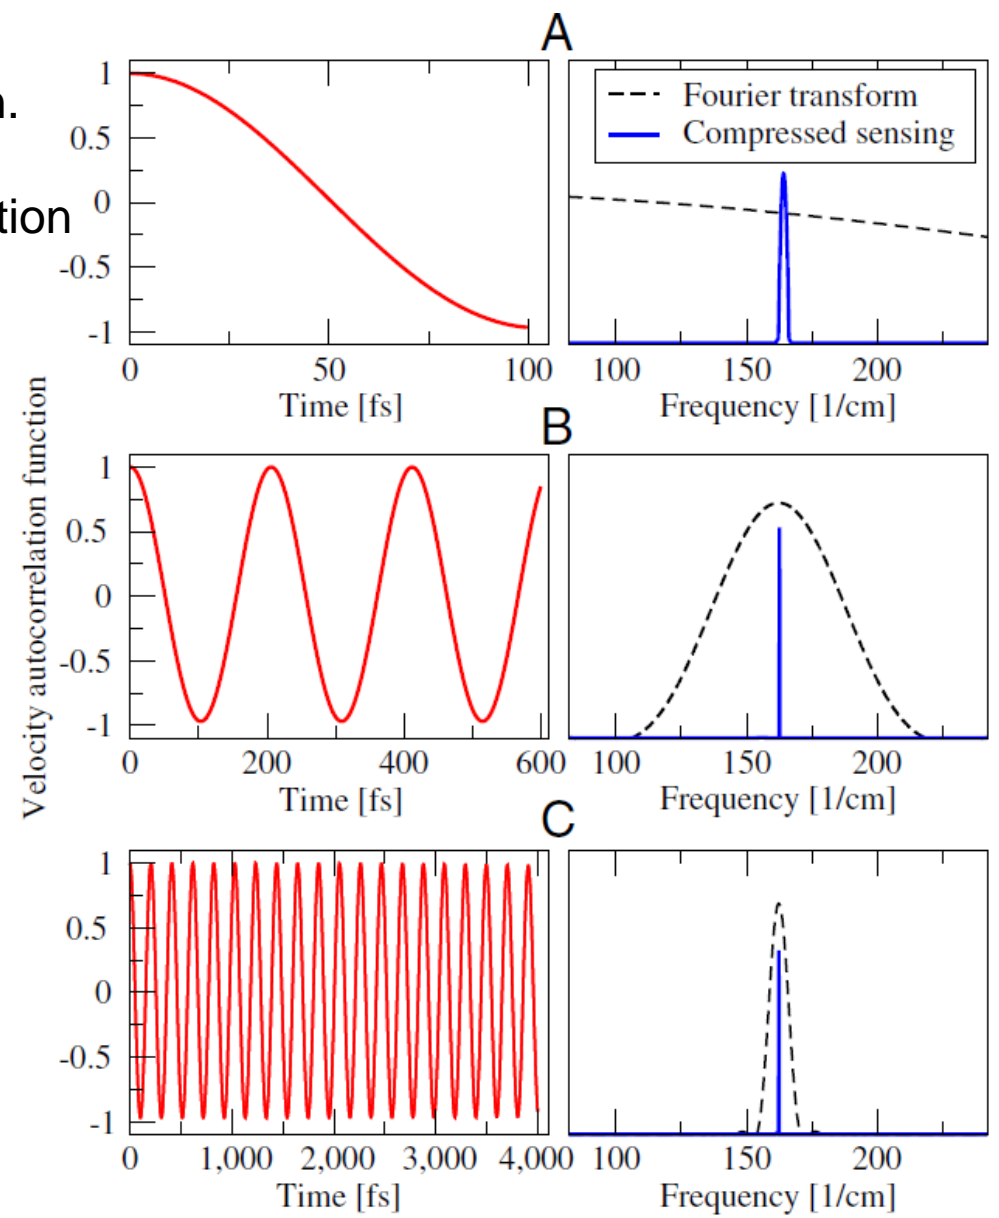 A
1
0.5
0
-0.5
-1
0 50 100
Time [fs]
Fourier transform
Compressed sensing
100 150 200
Frequency [1/cm]
Velocity autocorrelation function
B
1
0.5
0
-0.5
-1
0 200 400 600
Time [fs]
100 150 200
Frequency [1/cm]
C
1
0.5
0
-0.5
-1
0 1,000 2,000 3,000 4,000
Time [fs]
100 150 200
Frequency [1/cm]